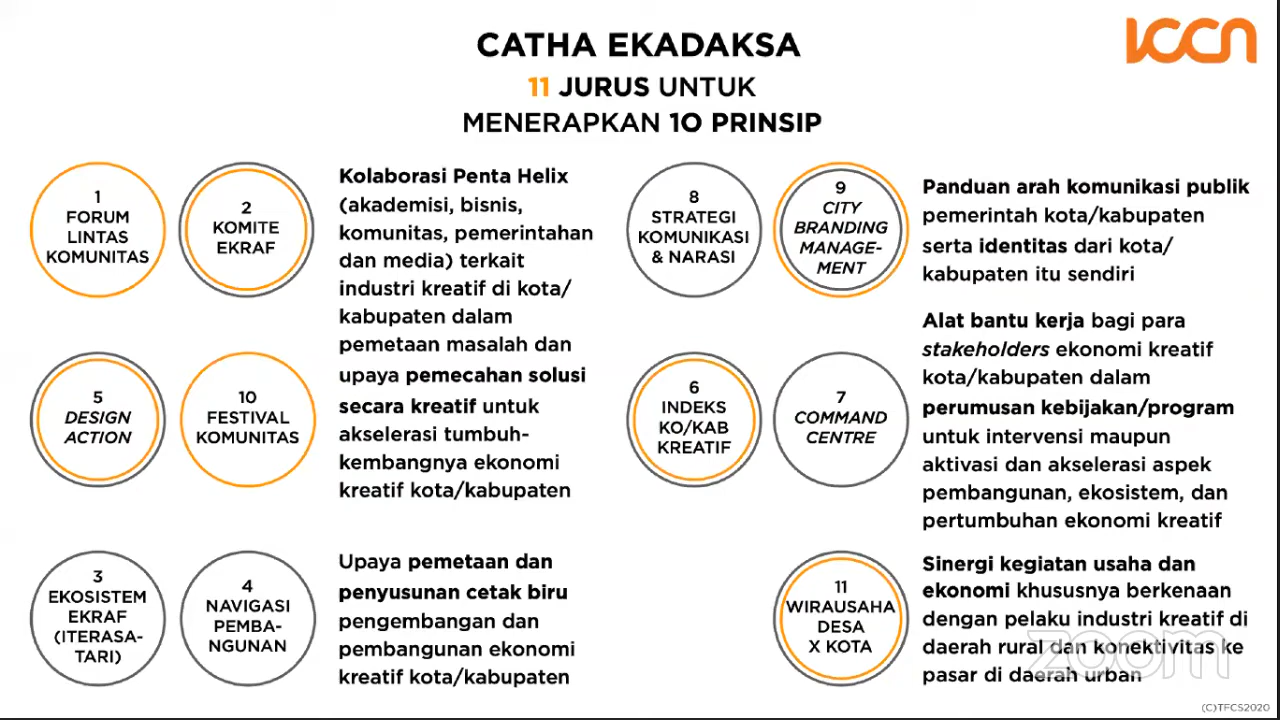 CATHA EKADAKSA
11 JURUS UNTUK
MENERAPKAN 10 PRINSIP
ICCN
1
FORUM
LINTAS
KOMUNITAS
2
KOMITE
EKRAF
Kolaborasi Penta Helix
(akademisi, bisnis,
komunitas, pemerintahan
dan media) terkait
industri kreatif di kota/
kabupaten dalam
pemetaan masalah dan
upaya pemecahan solusi
secara kreatif untuk
akselerasi tumbuh-
kembangnya ekonomi
kreatif kota/kabupaten
5
DESIGN
ACTION
10
FESTIVAL
KOMUNITAS
3
EKOSISTEM
EKRAF
(ITERASA-
TARI)
4
NAVIGASI
PEMBA-
NGUNAN
Upaya pemetaan dan
penyusunan cetak biru
pengembangan dan
pembangunan ekonomi
kreatif kota/kabupaten
8
STRATEGI
KOMUNIKASI
& NARASI
9
CITY
BRANDING
MANAGE-
MENT
Panduan arah komunikasi publik
pemerintah kota/kabupaten
serta identitas dari kota/
kabupaten itu sendiri
6
INDEKS
KO/KAB
KREATIF
7
COMMAND
CENTRE
Alat bantu kerja bagi para
stakeholders ekonomi kreatif
kota/kabupaten dalam
perumusan kebijakan/program
untuk intervensi maupun
aktivasi dan akselerasi aspek
pembangunan, ekosistem, dan
pertumbuhan ekonomi kreatif
11
WIRAUSAHA
DESA
X KOTA
Sinergi kegiatan usaha dan
ekonomi khususnya berkenaan
dengan pelaku industri kreatif di
daerah rural dan konektivitas ke
pasar di daerah urban
zoom
(C)TFCS2020